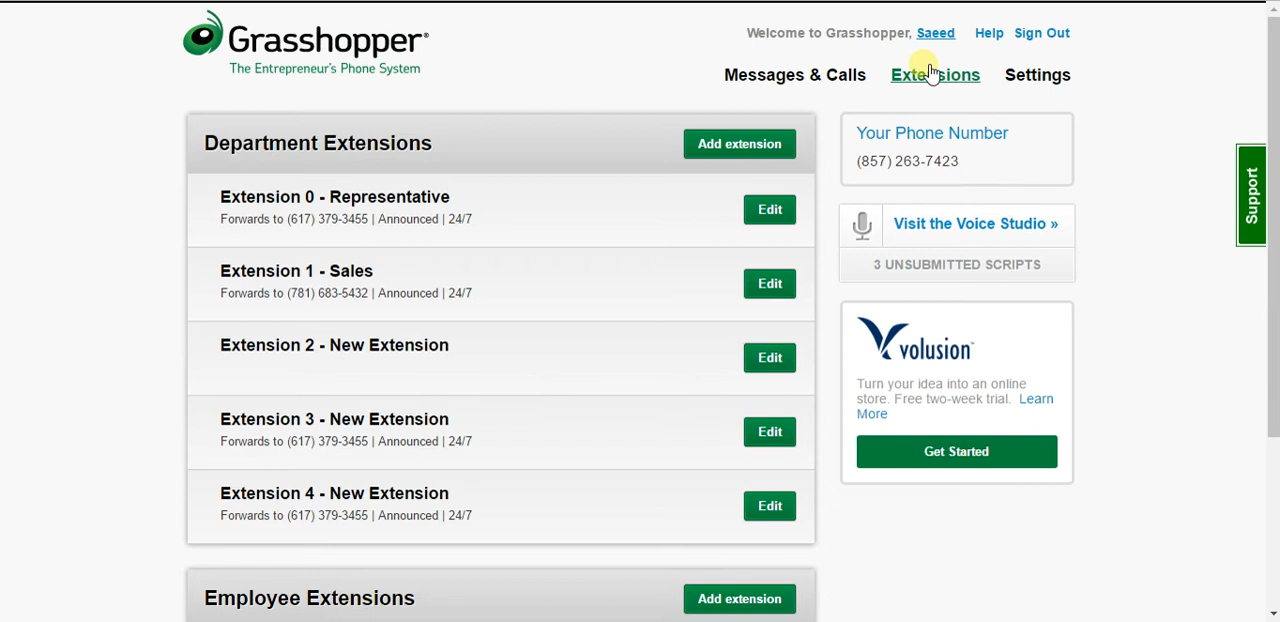 Grasshopper®
The Entrepreneur's Phone System
Welcome to Grasshopper, Saeed Help Sign Out
Messages & Calls Extensions Settings
Department Extensions
Add extension
Extension 0 - Representative
Forwards to (617) 379-3455 | Announced | 24/7
Edit
Extension 1 - Sales
Forwards to (781) 683-5432 | Announced | 24/7
Edit
Extension 2 - New Extension
Edit
Extension 3 - New Extension
Forwards to (617) 379-3455 | Announced | 24/7
Edit
Extension 4 - New Extension
Forwards to (617) 379-3455 | Announced | 24/7
Edit
Employee Extensions
Add extension
Your Phone Number
(857) 263-7423
Visit the Voice Studio »
3 UNSUBMITTED SCRIPTS
volusion™
Turn your idea into an online
store. Free two-week trial. Learn
More
Get Started
Support